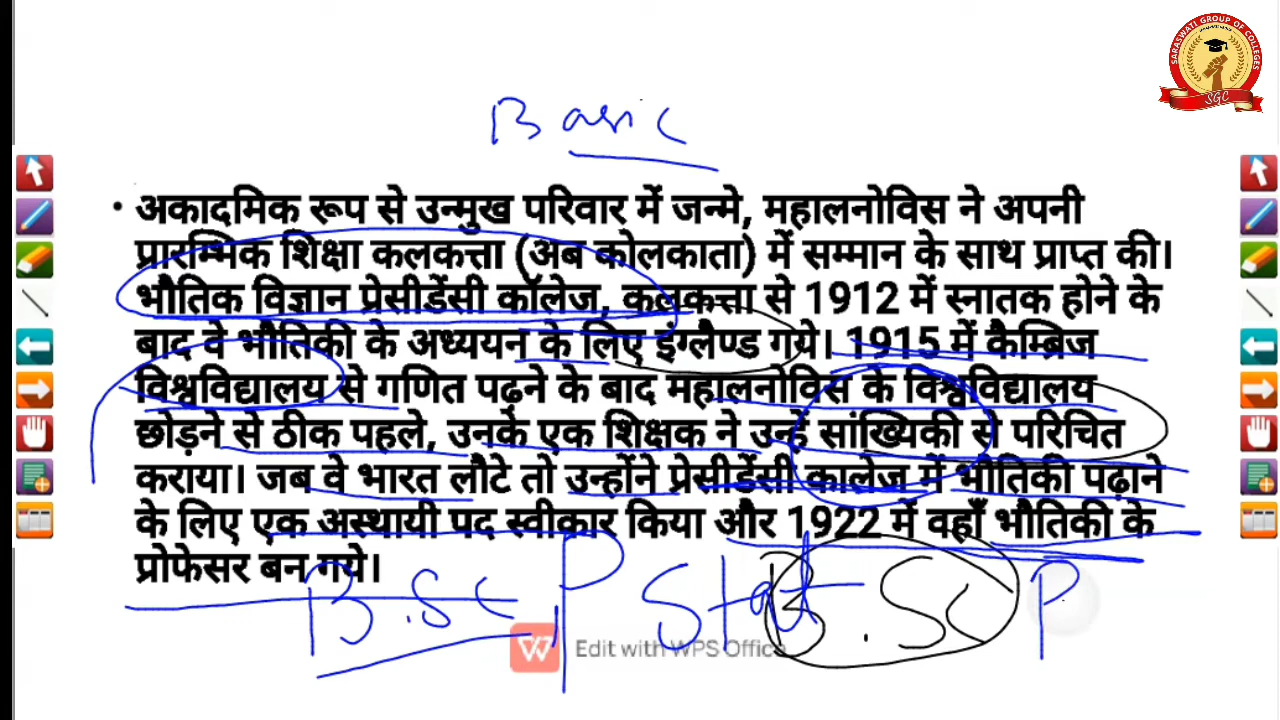 SARASWATI GROUP OF COLLEGES
SGC
Basic
• अकादमिक रूप से उन्मुख परिवार में जन्मे, महालनोविस ने अपनी
प्रारम्भिक शिक्षा कलकत्ता (अब कोलकाता) में सम्मान के साथ प्राप्त की।
भौतिक विज्ञान प्रेसीडेंसी कॉलेज, कलकत्ता से 1912 में स्नातक होने के
बाद वे भौतिकी के अध्ययन के लिए इंग्लैण्ड गये। 1915 में कैम्ब्रिज
विश्वविद्यालय से गणित पढ़ने के बाद महालनोविस के विश्वविद्यालय
छोड़ने से ठीक पहले, उनके एक शिक्षक ने उन्हें सांख्यिकी से परिचित
कराया। जब वे भारत लौटे तो उन्होंने प्रेसीडेंसी कालेज में भौतिकी पढ़ाने
के लिए एक अस्थायी पद स्वीकार किया और 1922 में वहाँ भौतिकी के
प्रोफेसर बन गये।
B.Sc P Stat B.Sc P
Edit with WPS Office